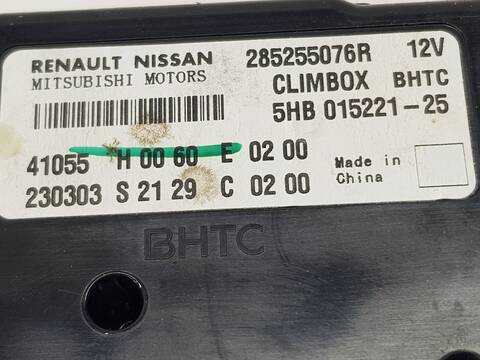 RENAULT NISSAN 285255076R 12V
MITSUBISHI MOTORS CLIMBOX BHTC
5HB 015221-25
41055 H 00 60 E 02 00
230303 S 21 29 C 02 00
Made in
China
BHTC